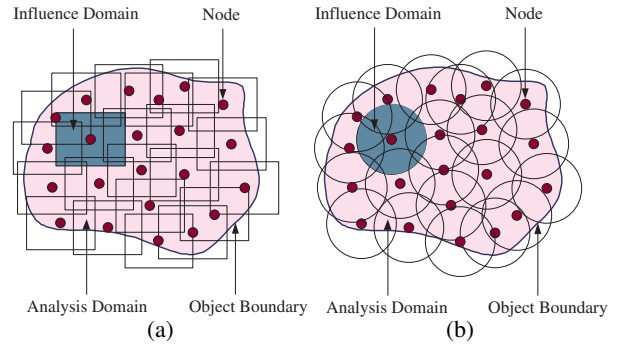 Influence Domain Node Influence Domain Node
Analysis Domain Object Boundary Analysis Domain Object Boundary
(a) (b)